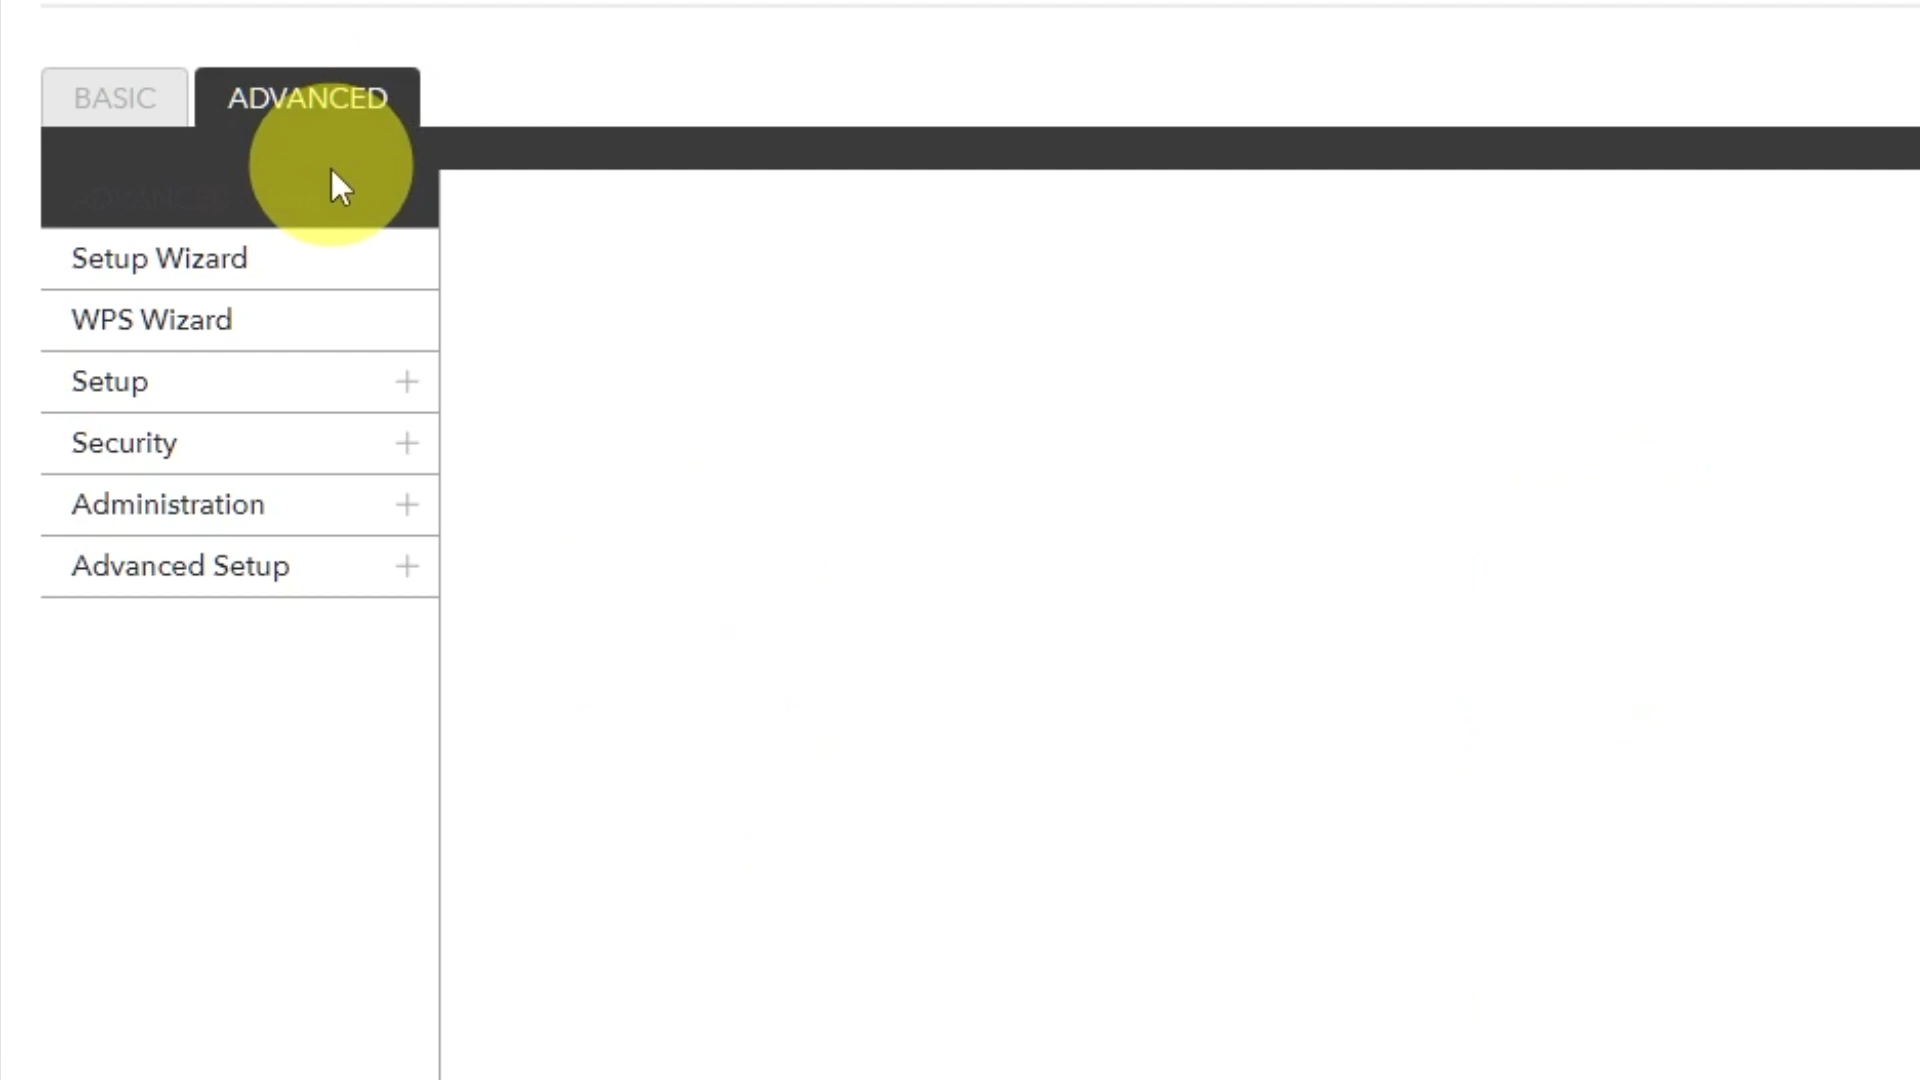 BASIC
ADVANCED
Setup Wizard
WPS Wizard
Setup +
Security +
Administration +
Advanced Setup +